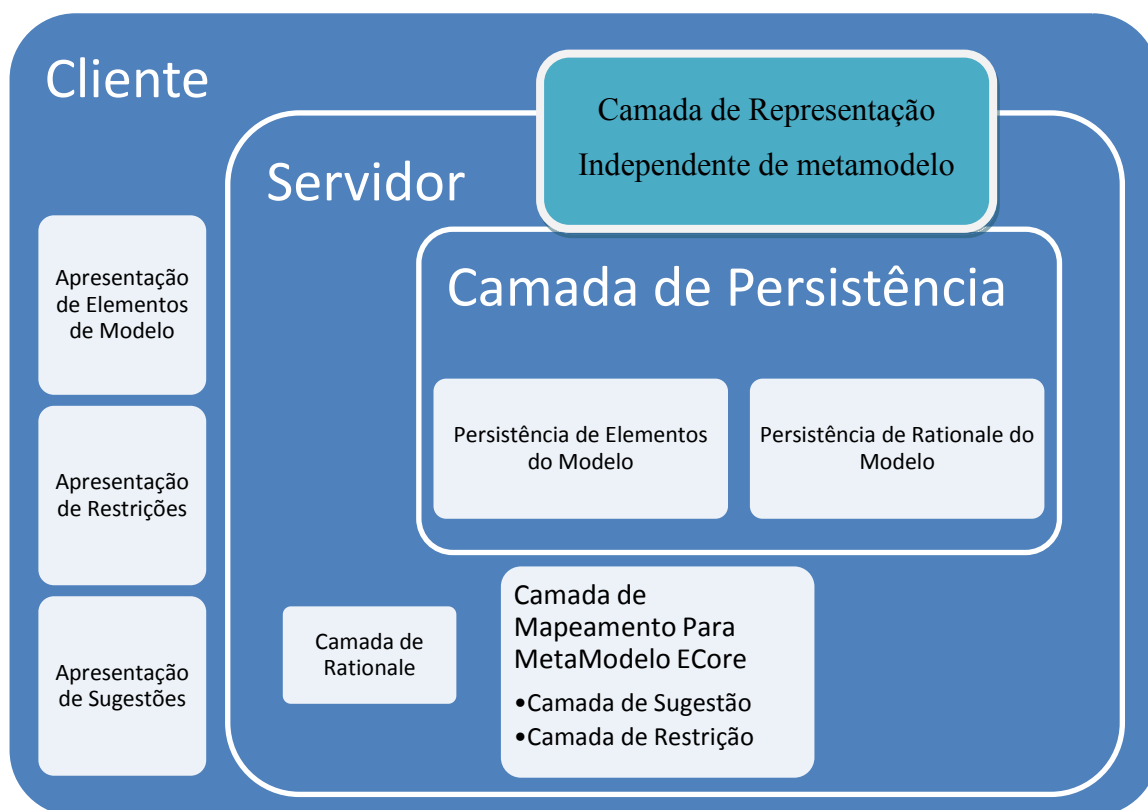 Cliente
Camada de Representação
Independente de metamodelo
Servidor
Camada de Persistência
Apresentação
de Elementos
de Modelo
Persistência de Elementos
do Modelo
Persistência de Rationale do
Modelo
Apresentação
de Restrições
Camada de
Rationale
Camada de
Mapeamento Para
MetaModelo ECore
•Camada de Sugestão
•Camada de Restrição
Apresentação
de Sugestões